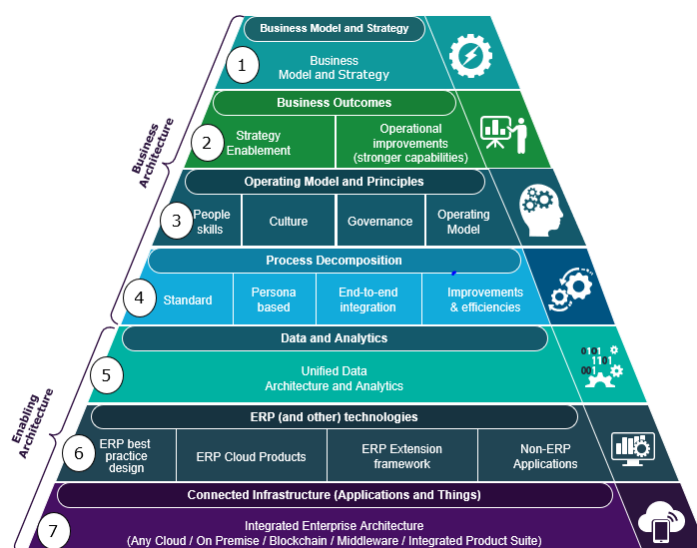 Business Model and Strategy
1
Business
Model and Strategy
Business Outcomes
2
Strategy
Enablement
Operational
improvements
(stronger capabilities)
Operating Model and Principles
3
People
skills
Culture
Governance
Operating
Model
Process Decomposition
4
Standard
Persona
based
End-to-end
integration
Improvements
& efficiencies
Business
Architecture
Data and Analytics
5
Unified Data
Architecture and Analytics
0101
1101
001
ERP (and other) technologies
6
ERP best
practice
design
ERP Cloud Products
ERP Extension
framework
Non-ERP
Applications
Connected Infrastructure (Applications and Things)
7
Integrated Enterprise Architecture
(Any Cloud / On Premise / Blockchain / Middleware / Integrated Product Suite)
Enabling
Architecture